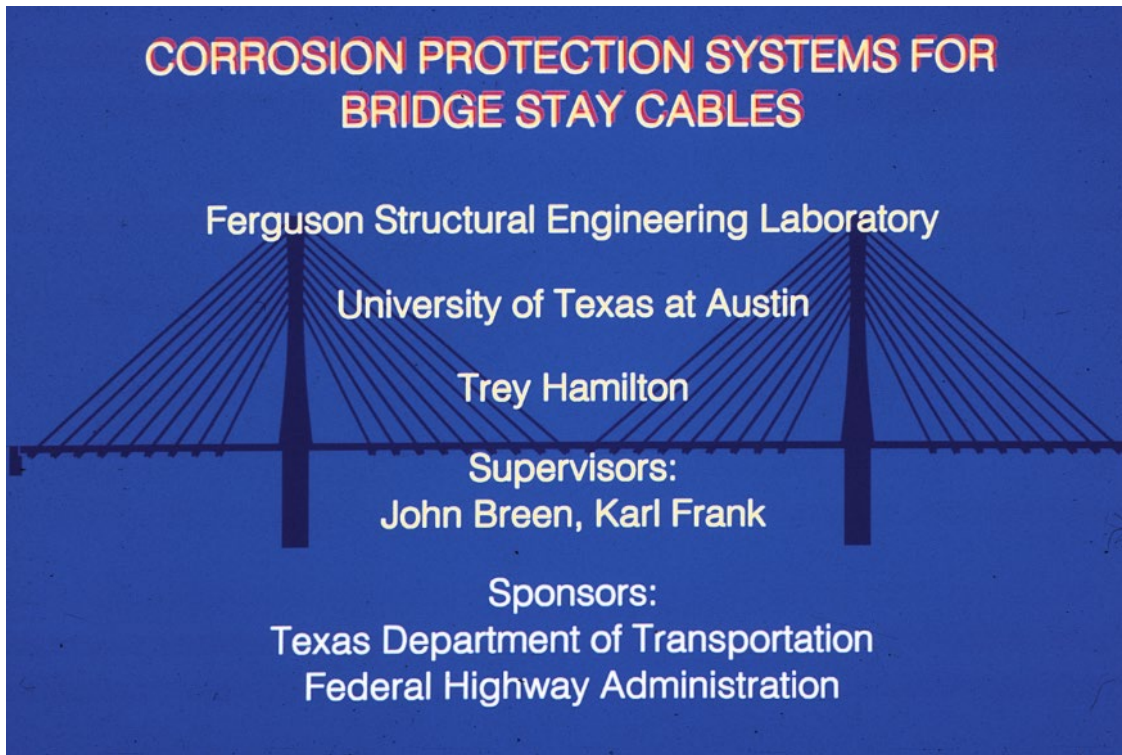 CORROSION PROTECTION SYSTEMS FOR
BRIDGE STAY CABLES
Ferguson Structural Engineering Laboratory
University of Texas at Austin
Trey Hamilton
Supervisors:
John Breen, Karl Frank
Sponsors:
Texas Department of Transportation
Federal Highway Administration